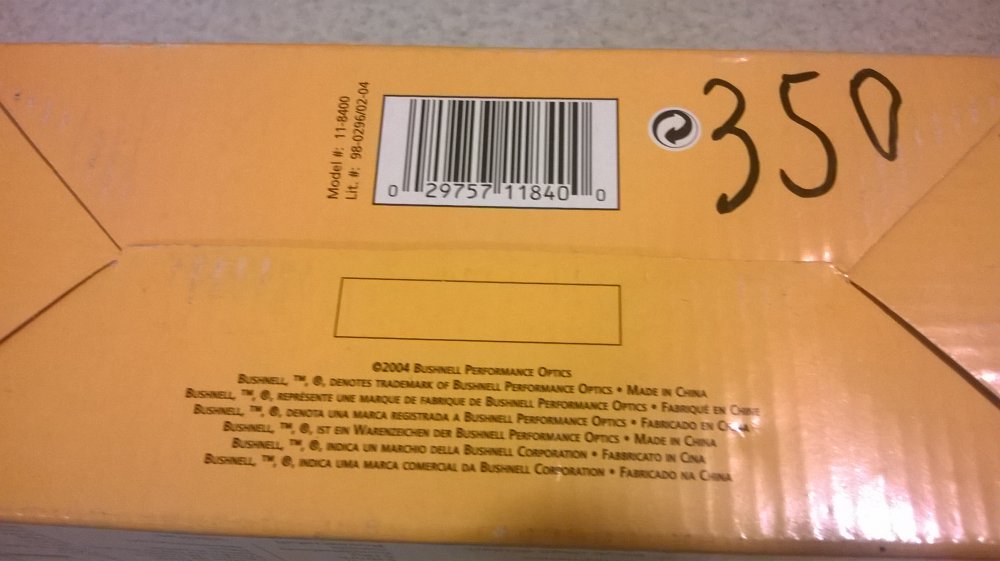 Model #: 11-8400
Lit. #: 98-0296/02-04
0 29757 11840 0
350
©2004 BUSHNELL PERFORMANCE OPTICS
BUSHNELL, ™, ®, DENOTES TRADEMARK OF BUSHNELL PERFORMANCE OPTICS • MADE IN CHINA
BUSHNELL, ™, ®, REPRÉSENTE UNE MARQUE DE FABRIQUE DE BUSHNELL PERFORMANCE OPTICS • FABRIQUÉ EN CHINE
BUSHNELL, ™, ®, DENOTA UNA MARCA REGISTRADA A BUSHNELL PERFORMANCE OPTICS • FABRICADO EN CHINA
BUSHNELL, ™, ®, IST EIN WARENZEICHEN DER BUSHNELL PERFORMANCE OPTICS • MADE IN CHINA
BUSHNELL, ™, ®, INDICA UN MARCHIO DELLA BUSHNELL CORPORATION • FABBRICATO IN CINA
BUSHNELL, ™, ®, INDICA UMA MARCA COMERCIAL DA BUSHNELL CORPORATION • FABRICADO NA CHINA